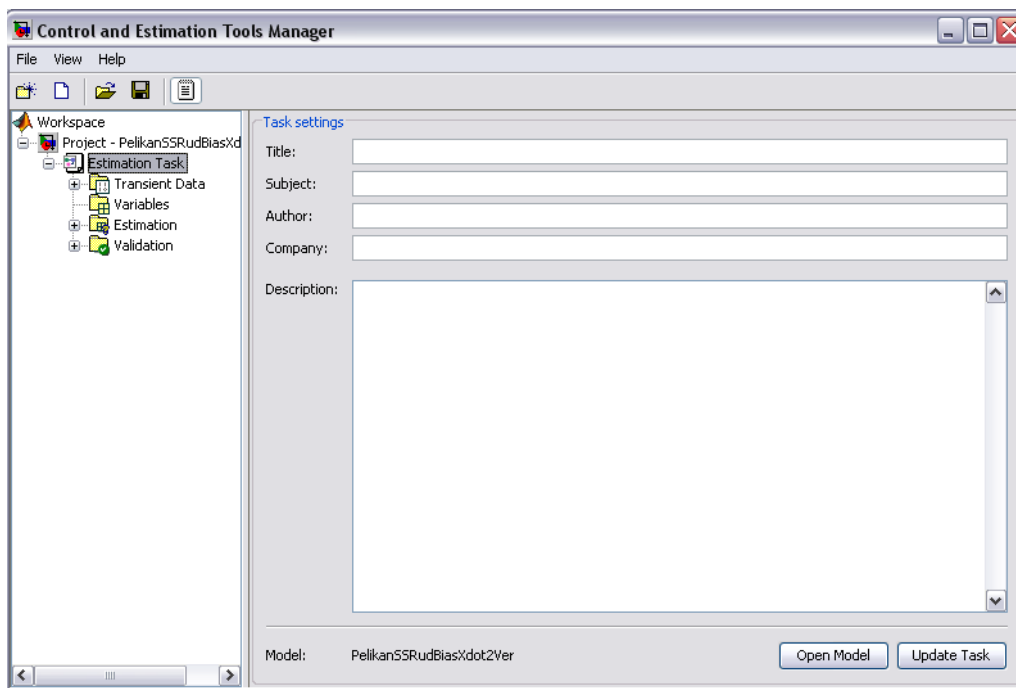 Control and Estimation Tools Manager
File View Help
Workspace
Project - PelikanSSRudBiasXd
Estimation Task
Transient Data
Variables
Estimation
Validation
Task settings
Title:
Subject:
Author:
Company:
Description:
Model: PelikanSSRudBiasXdot2Ver
Open Model Update Task